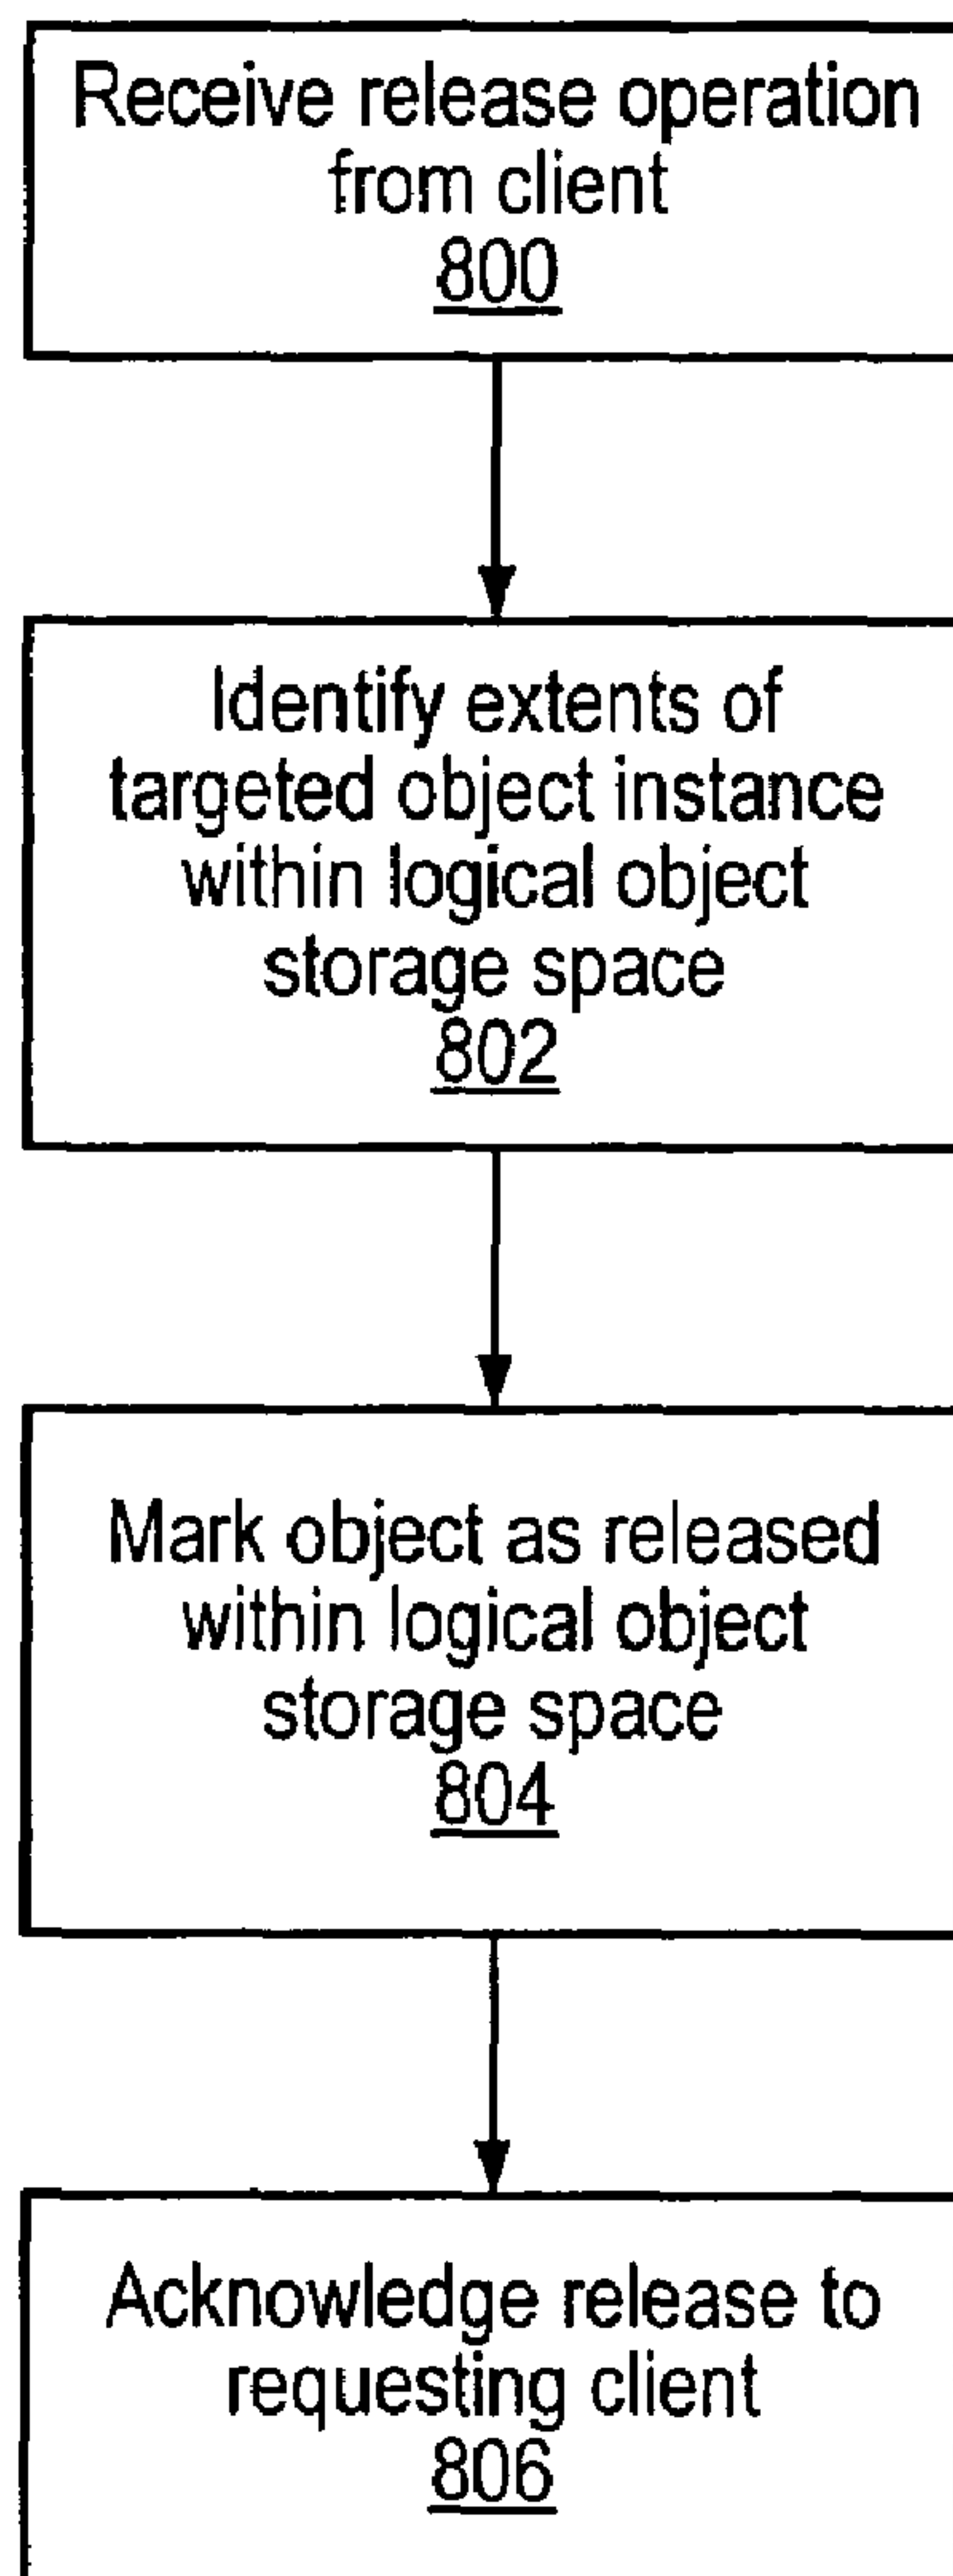 Receive release operation
from client
800
Identify extents of
targeted object instance
within logical object
storage space
802
Mark object as released
within logical object
storage space
804
Acknowledge release to
requesting client
806